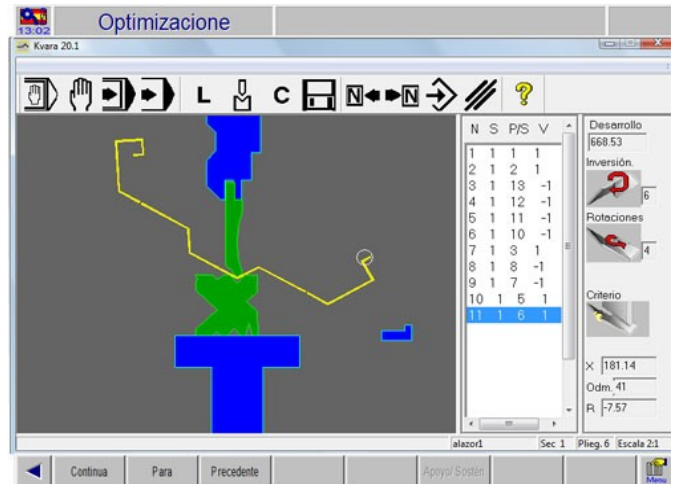 13:02
Optimizacione
Kvara 20.1
L C N N ?
N S P/S V
1 1 1 1
2 1 2 1
3 1 13 -1
4 1 12 -1
5 1 11 -1
6 1 10 -1
7 1 3 1
8 1 8 -1
9 1 7 -1
10 1 5 1
11 1 6 1
Desarrollo
668.53
Inversión.
6
Rotaciones
4
Criterio
X 181.14
Odm. 41
R -7.57
alazor1 Sec 1 Plieg. 6 Escala 2:1
Continua Para Precedente Apoyo/ Sostén Menu